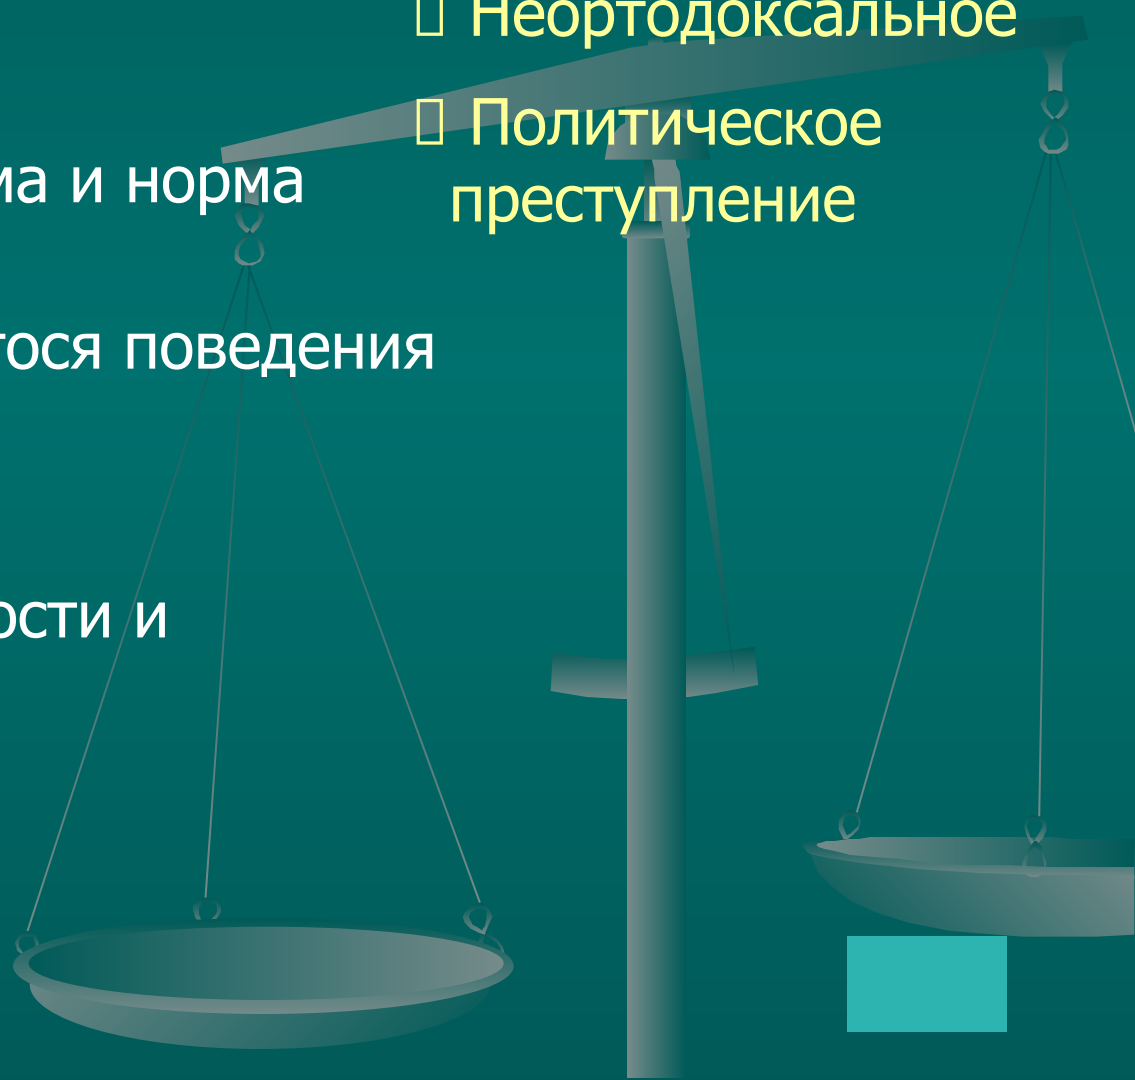 Неортодоксальное
Политическое
преступление
и норма
поведения
и